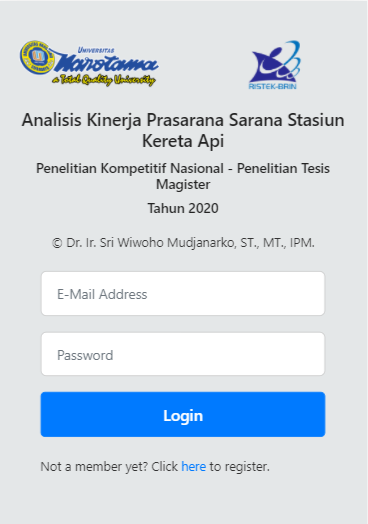 UNIVERSITAS
Narotama
a Total Quality University
RISTEK-BRIN
Analisis Kinerja Prasarana Sarana Stasiun
Kereta Api
Penelitian Kompetitif Nasional - Penelitian Tesis
Magister
Tahun 2020
© Dr. Ir. Sri Wiwoho Mudjanarko, ST., MT., IPM.
E-Mail Address
Password
Login
Not a member yet? Click here to register.